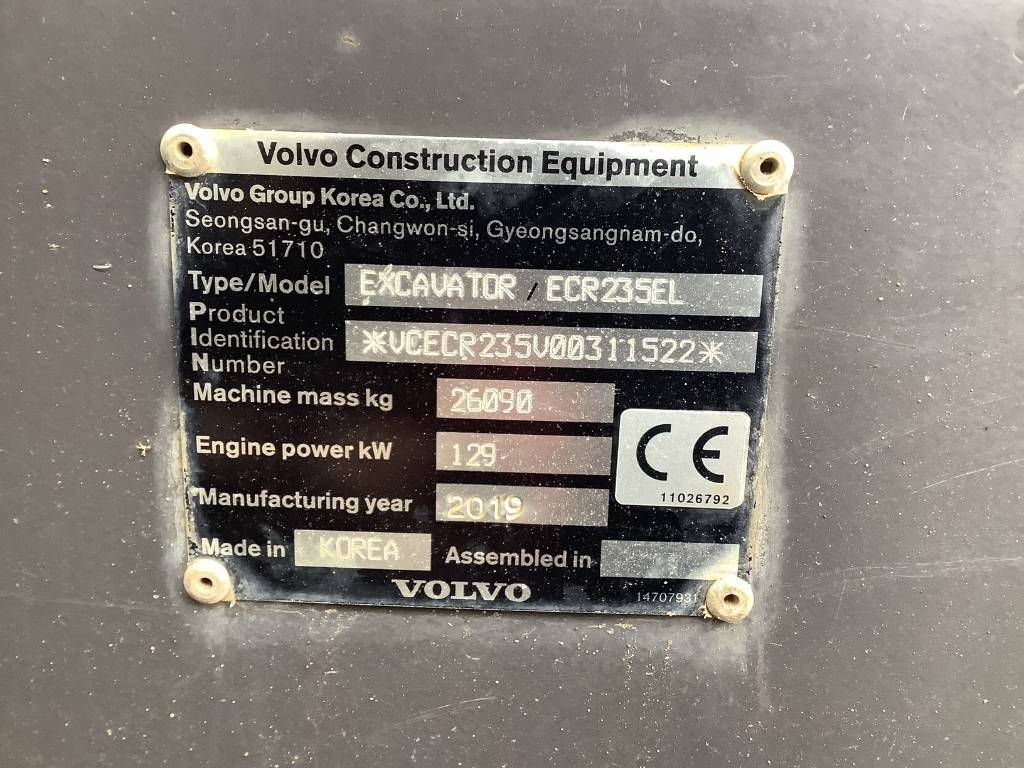 Volvo Construction Equipment
Volvo Group Korea Co., Ltd.
Seongsan-gu, Changwon-si, Gyeongsangnam-do,
Korea 51710
Type/Model EXCAVATOR / ECR235EL
Product
Identification *VCECR235V00311522*
Number
Machine mass kg 26090
Engine power kW 129
CE
11026792
Manufacturing year 2019
Made in KOREA Assembled in
VOLVO 14707931